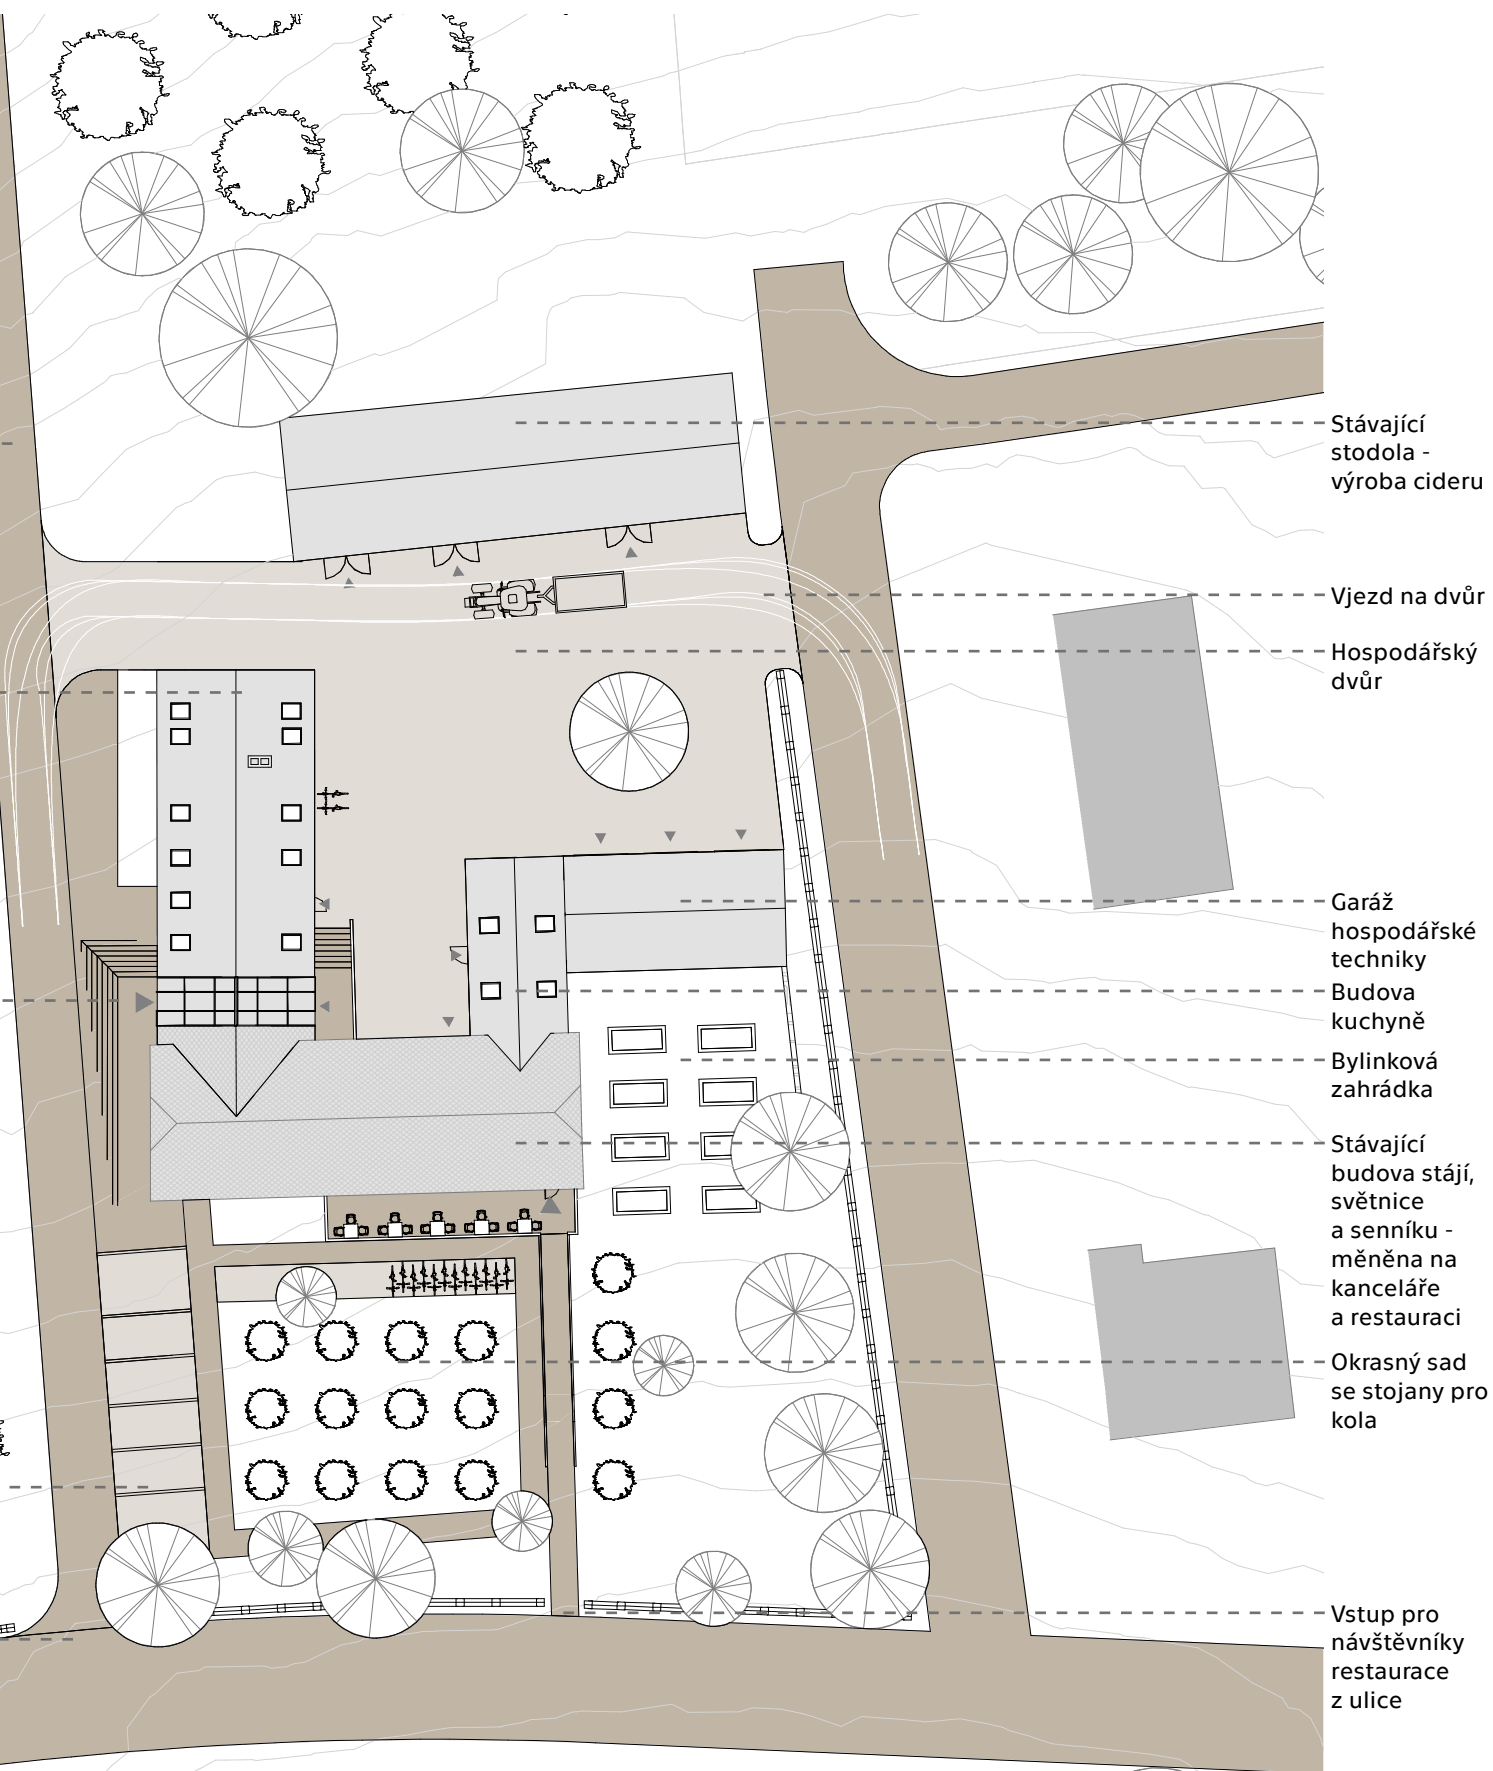 Stávající
stodola -
výroba cideru
Vjezd na dvůr
Hospodářský
dvůr
Garáž
hospodářské
techniky
Budova
kuchyně
Bylinková
zahrádka
Stávající
budova stájí,
světnice
a senníku -
měněna na
kanceláře
a restauraci
Okrasný sad
se stojany pro
kola
Vstup pro
návštěvníky
restaurace
z ulice